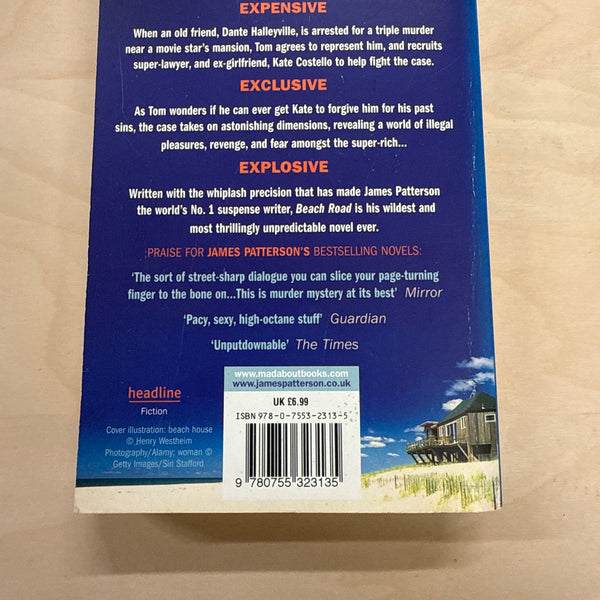 EXPENSIVE
When an old friend, Dante Halleyville, is arrested for a triple murder
near a movie star's mansion, Tom agrees to represent him, and recruits
super-lawyer, and ex-girlfriend, Kate Costello to help fight the case.
EXCLUSIVE
As Tom wonders if he can ever get Kate to forgive him for his past
sins, the case takes on astonishing dimensions, revealing a world of illegal
pleasures, revenge, and fear amongst the super-rich...
EXPLOSIVE
Written with the whiplash precision that has made James Patterson
the world's No. 1 suspense writer, Beach Road is his wildest and
most thrillingly unpredictable novel ever.
:PRAISE FOR JAMES PATTERSON'S BESTSELLING NOVELS:
'The sort of street-sharp dialogue you can slice your page-turning
finger to the bone on...This is murder mystery at its best' Mirror
'Pacy, sexy, high-octane stuff' Guardian
'Unputdownable' The Times
www.madaboutbooks.com
www.jamespatterson.co.uk
UK £6.99
ISBN 978-0-7553-2313-5
9 780755 323135
headline
Fiction
Cover illustration: beach house
© Henry Westheim
Photography/Alamy; woman ©
Getty Images/Siri Stafford